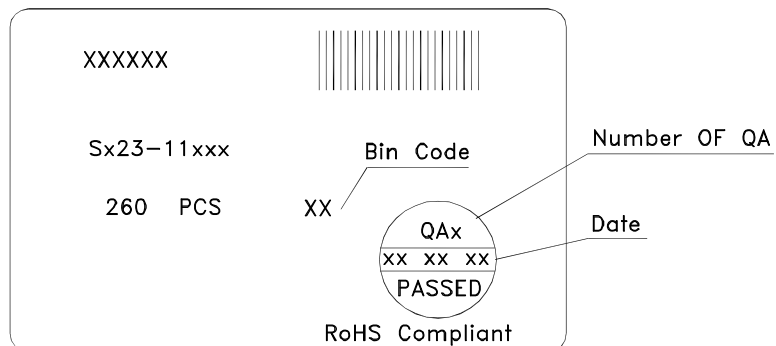 XXXXXX
Sx23-11xxx
Bin Code
Number OF QA
260 PCS
XX
QAx
Date
xx xx xx
PASSED
RoHS Compliant